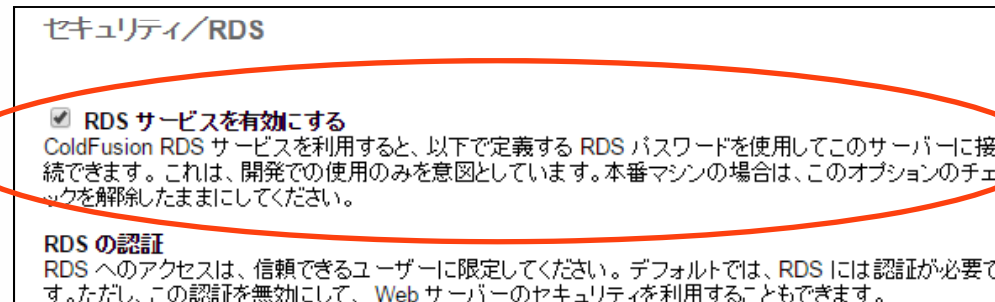 セキュリティ／RDS
RDS サービスを有効にする
ColdFusion RDS サービスを利用すると、以下で定義する RDS パスワードを使用してこのサーバーに接
続できます。これは、開発での使用のみを意図としています。本番マシンの場合は、このオプションのチェ
ックを解除したままにしてください。
RDS の認証
RDS へのアクセスは、信頼できるユーザーに限定してください。デフォルトでは、RDS には認証が必要で
す。ただし、この認証を無効にして、Web サーバーのセキュリティを利用することもできます。